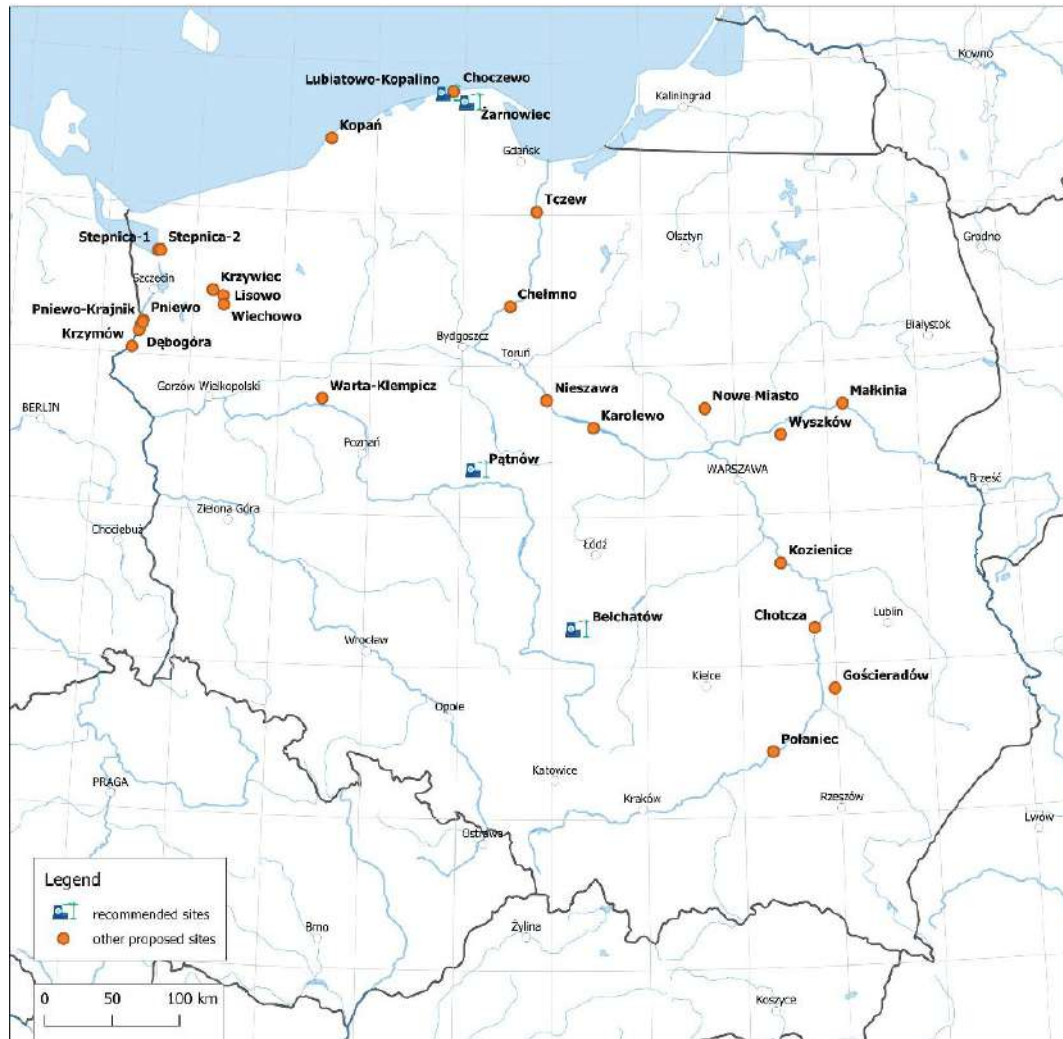 Lubiatowo-Kopalino
Choczewo
Żarnowiec
Kopań
Gdańsk
Kaliningrad
Kowno
Tczew
Stepnica-1
Stepnica-2
Olsztyn
Grodno
Szczecin
Krzywiec
Lisowo
Wiechowo
Pniewo-Krajnik
Pniewo
Krzymów
Dębogóra
Chełmno
Bydgoszcz
Toruń
Białystok
Gorzów Wielkopolski
Warta-Klempicz
Nieszawa
Karolewo
Nowe Miasto
Małkinia
Wyszków
BERLIN
Poznań
Pątnów
WARSZAWA
Brześć
Zielona Góra
Chociebuż
Łódź
Kozienice
Bełchatów
Chotcza
Lublin
Wrocław
Kielce
Gościeradów
Opole
Połaniec
PRAGA
Katowice
Kraków
Rzeszów
Lwów
Ostrawa
Legend
recommended sites
other proposed sites
0 50 100 km
Brno
Żylina
Koszyce